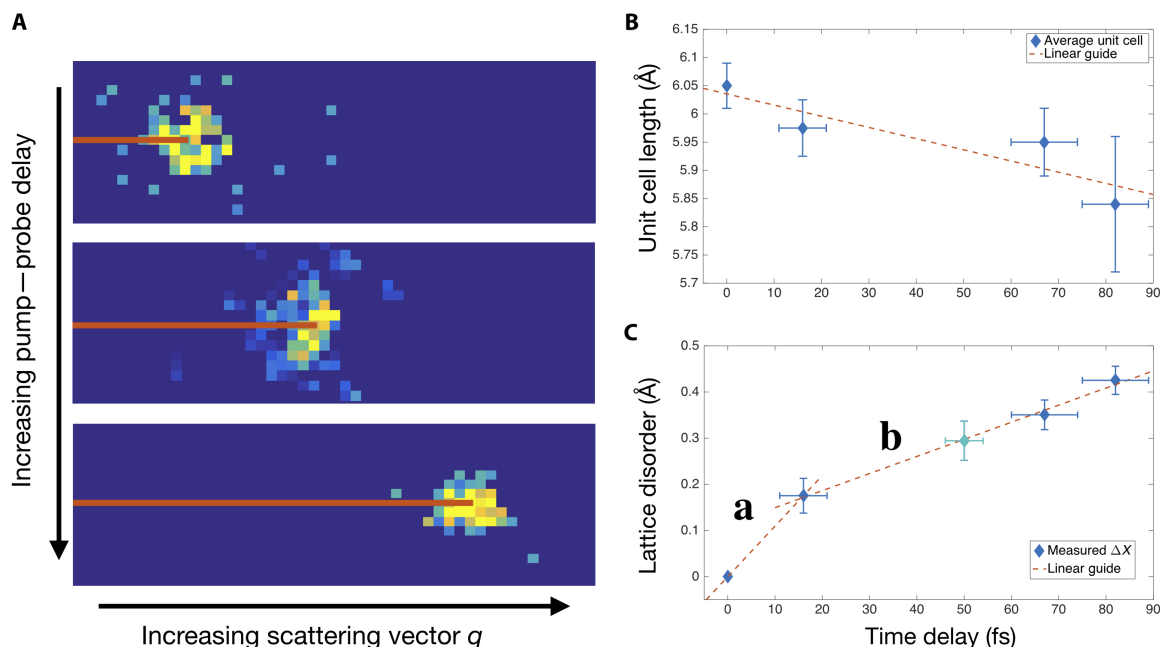 A
Increasing pump—probe delay
Increasing scattering vector q
B
Unit cell length (Å)
6.15
6.1
6.05
6
5.95
5.9
5.85
5.8
5.75
5.7
Average unit cell
Linear guide
0 10 20 30 40 50 60 70 80 90
C
Lattice disorder (Å)
0.5
0.4
0.3
0.2
0.1
0
a
b
Measured ΔX
Linear guide
0 10 20 30 40 50 60 70 80 90
Time delay (fs)